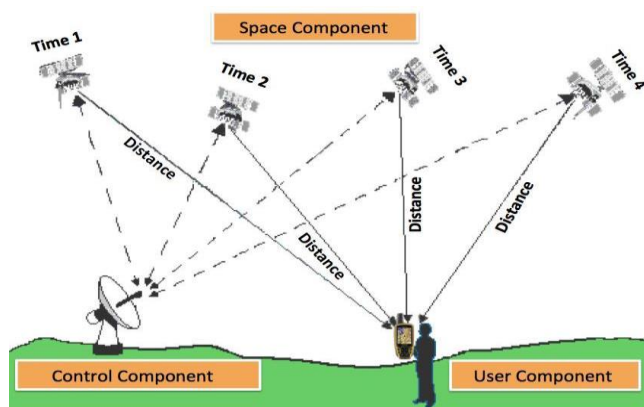 Space Component
Time 1
Time 2
Time 3
Time 4
Distance
Distance
Distance
Distance
Control Component
User Component